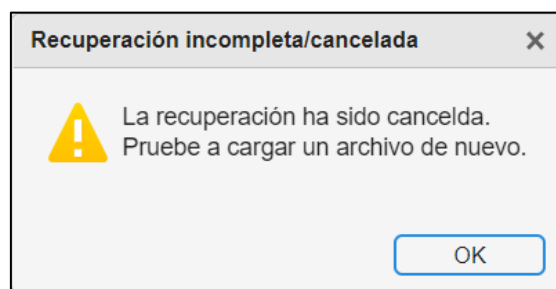 Recuperación incompleta/cancelada
La recuperación ha sido cancelda.
Pruebe a cargar un archivo de nuevo.
OK